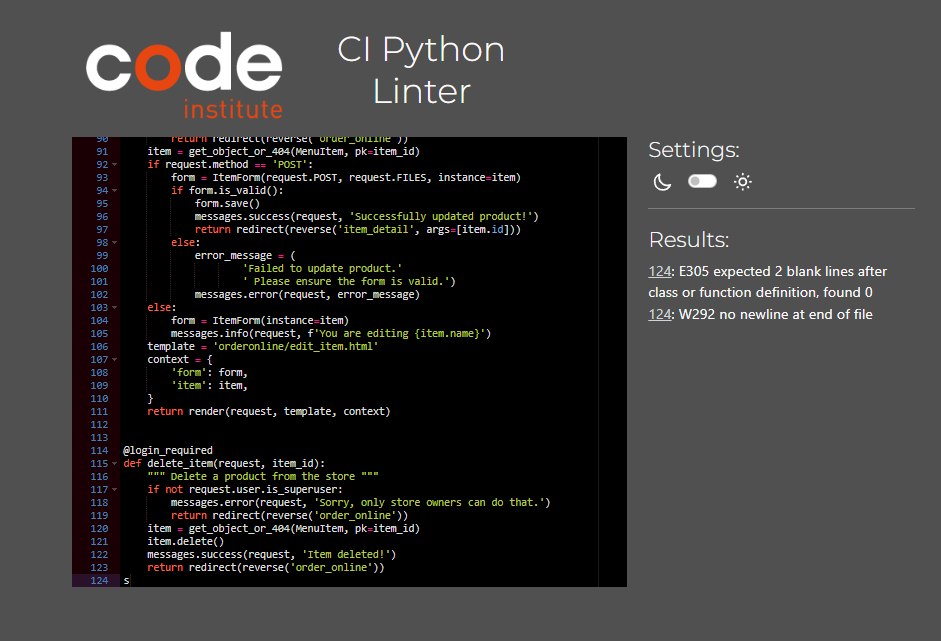 code
institute
CI Python
Linter
90 return redirect(reverse('order_online'))
91 item = get_object_or_404(MenuItem, pk=item_id)
92 if request.method == 'POST':
93 form = ItemForm(request.POST, request.FILES, instance=item)
94 if form.is_valid():
95 form.save()
96 messages.success(request, 'Successfully updated product!')
97 return redirect(reverse('item_detail', args=[item.id]))
98 else:
99 error_message = (
100 'Failed to update product.'
101 ' Please ensure the form is valid.')
102 messages.error(request, error_message)
103 else:
104 form = ItemForm(instance=item)
105 messages.info(request, f'You are editing {item.name}')
106 template = 'orderonline/edit_item.html'
107 context = {
108 'form': form,
109 'item': item,
110 }
111 return render(request, template, context)
112
113
114 @login_required
115 def delete_item(request, item_id):
116 """ Delete a product from the store """
117 if not request.user.is_superuser:
118 messages.error(request, 'Sorry, only store owners can do that.')
119 return redirect(reverse('order_online'))
120 item = get_object_or_404(MenuItem, pk=item_id)
121 item.delete()
122 messages.success(request, 'Item deleted!')
123 return redirect(reverse('order_online'))
124 s
Settings:
Results:
124: E305 expected 2 blank lines after
class or function definition, found 0
124: W292 no newline at end of file